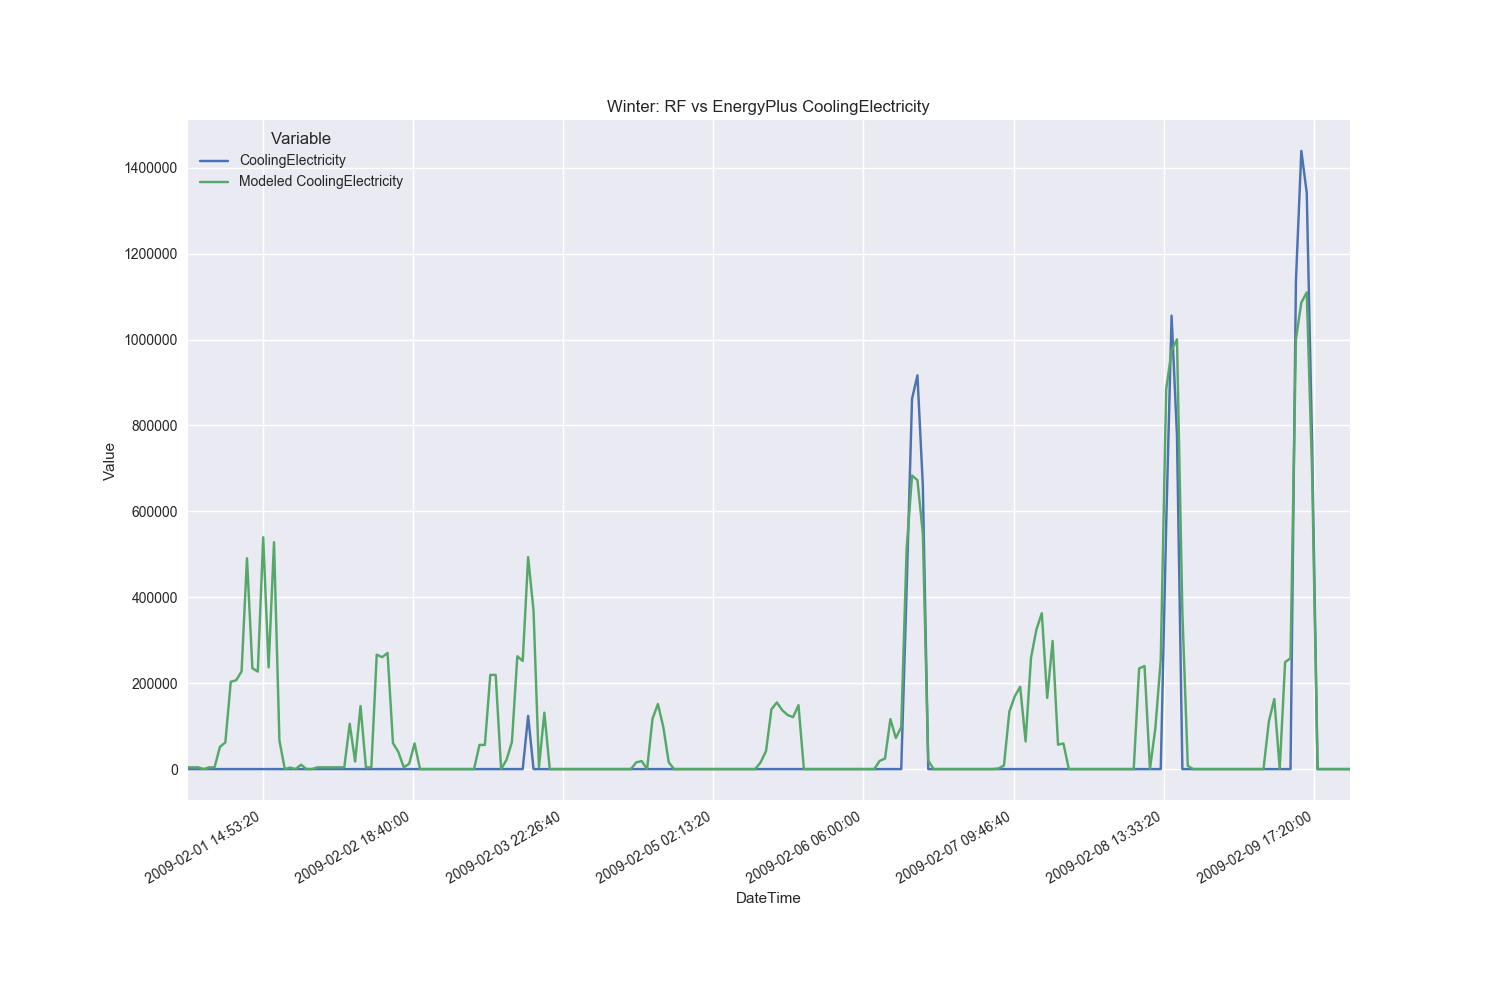 Winter: RF vs EnergyPlus CoolingElectricity
Variable
CoolingElectricity
Modeled CoolingElectricity
1400000
1200000
1000000
800000
600000
400000
200000
0
Value
2009-02-01 14:53:20
2009-02-02 18:40:00
2009-02-03 22:26:40
2009-02-05 02:13:20
2009-02-06 06:00:00
2009-02-07 09:46:40
2009-02-08 13:33:20
2009-02-09 17:20:00
DateTime